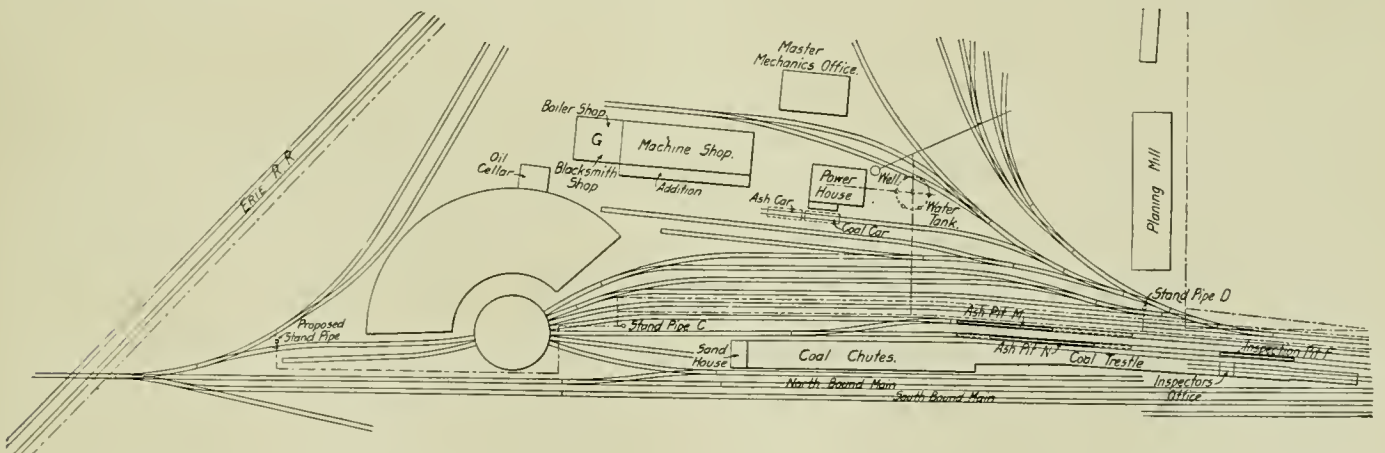 ERIE R R
Boiler Shop
G
Machine Shop.
Blacksmith
Shop
Addition
Oil
Cellar
Master
Mechanics Office.
Power
House
Well.
Water
Tank.
Ash Car
Coal Car
Planing Mill
Stand Pipe D
Proposed
Stand Pipe
Stand Pipe C
Ash Pit M
Ash Pit N
Sand
House
Coal Chutes.
Coal Trestle
Inspection Pit F
Inspectors
Office
North Bound Main
South Bound Main